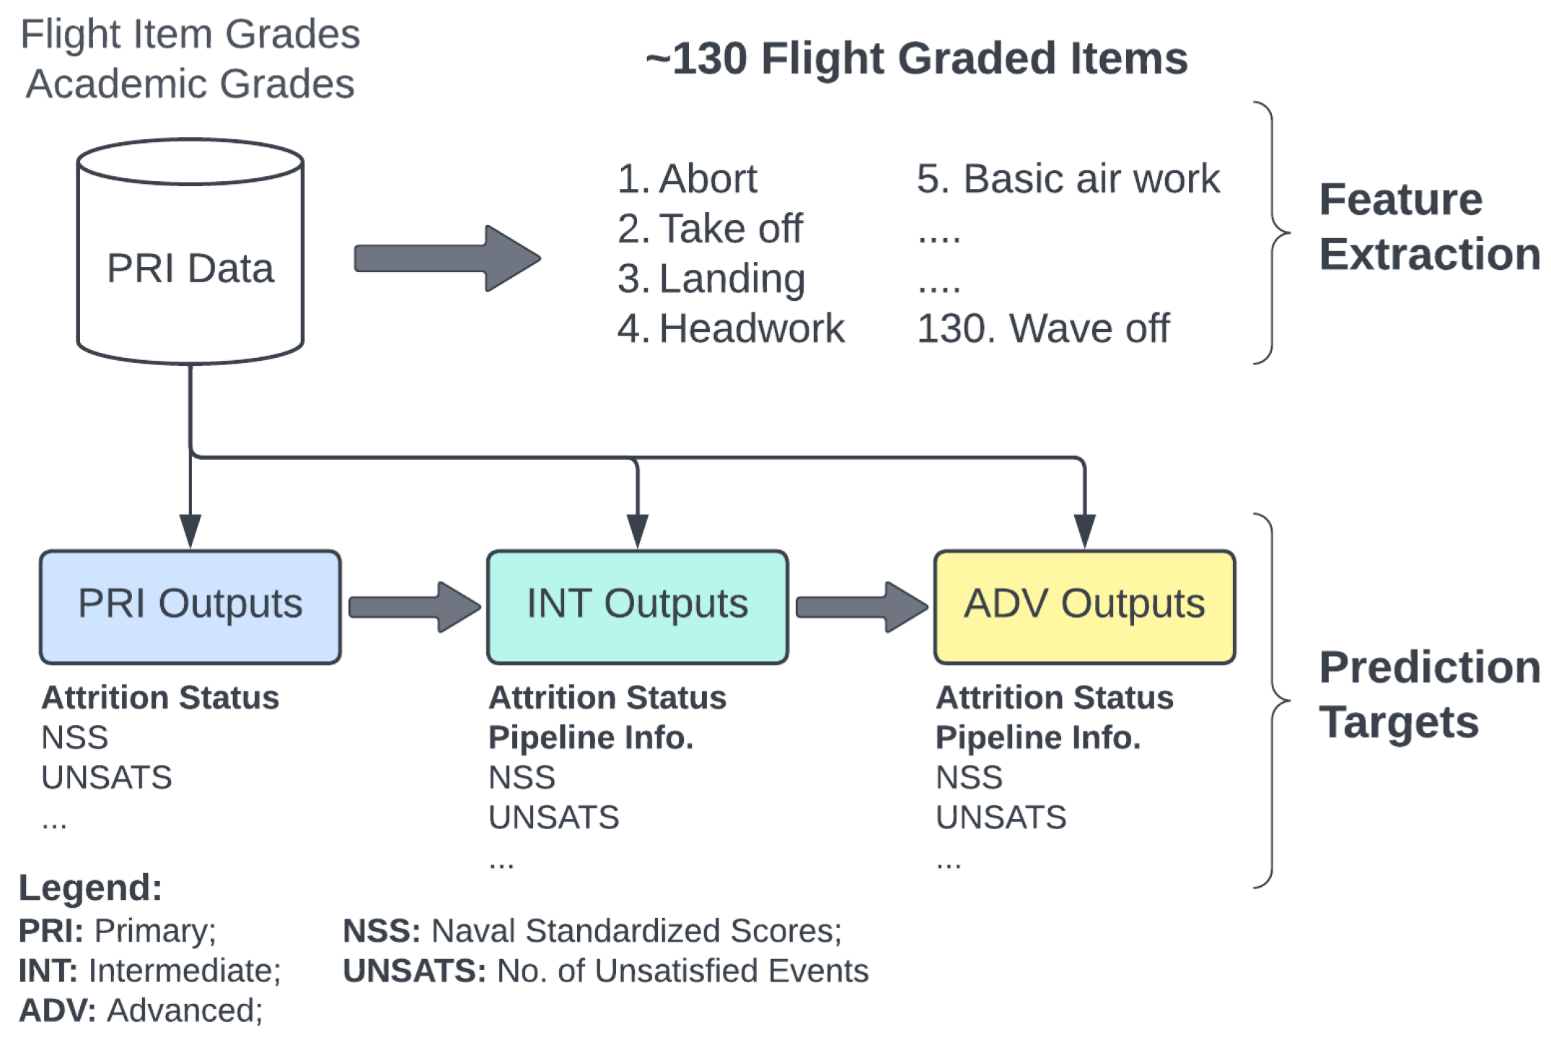 Flight Item Grades
Academic Grades
~130 Flight Graded Items
PRI Data
1. Abort
2. Take off
3. Landing
4. Headwork
5. Basic air work
....
....
130. Wave off
Feature
Extraction
PRI Outputs
INT Outputs
ADV Outputs
Attrition Status
NSS
UNSATS
...
Attrition Status
Pipeline Info.
NSS
UNSATS
...
Attrition Status
Pipeline Info.
NSS
UNSATS
...
Prediction
Targets
Legend:
PRI: Primary;
INT: Intermediate;
ADV: Advanced;
NSS: Naval Standardized Scores;
UNSATS: No. of Unsatisfied Events